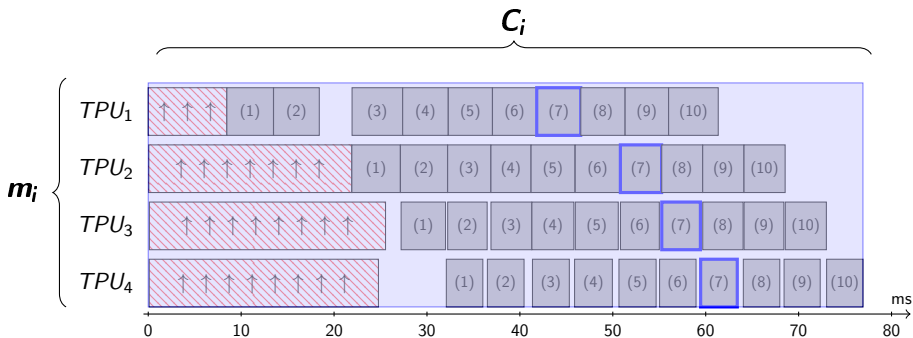 C_i
TPU_1 ↑ ↑ ↑ (1) (2) (3) (4) (5) (6) (7) (8) (9) (10)
TPU_2 ↑ ↑ ↑ ↑ ↑ ↑ ↑ (1) (2) (3) (4) (5) (6) (7) (8) (9) (10)
m_i
TPU_3 ↑ ↑ ↑ ↑ ↑ ↑ ↑ ↑ (1) (2) (3) (4) (5) (6) (7) (8) (9) (10)
TPU_4 ↑ ↑ ↑ ↑ ↑ ↑ ↑ ↑ (1) (2) (3) (4) (5) (6) (7) (8) (9) (10)
ms
0 10 20 30 40 50 60 70 80